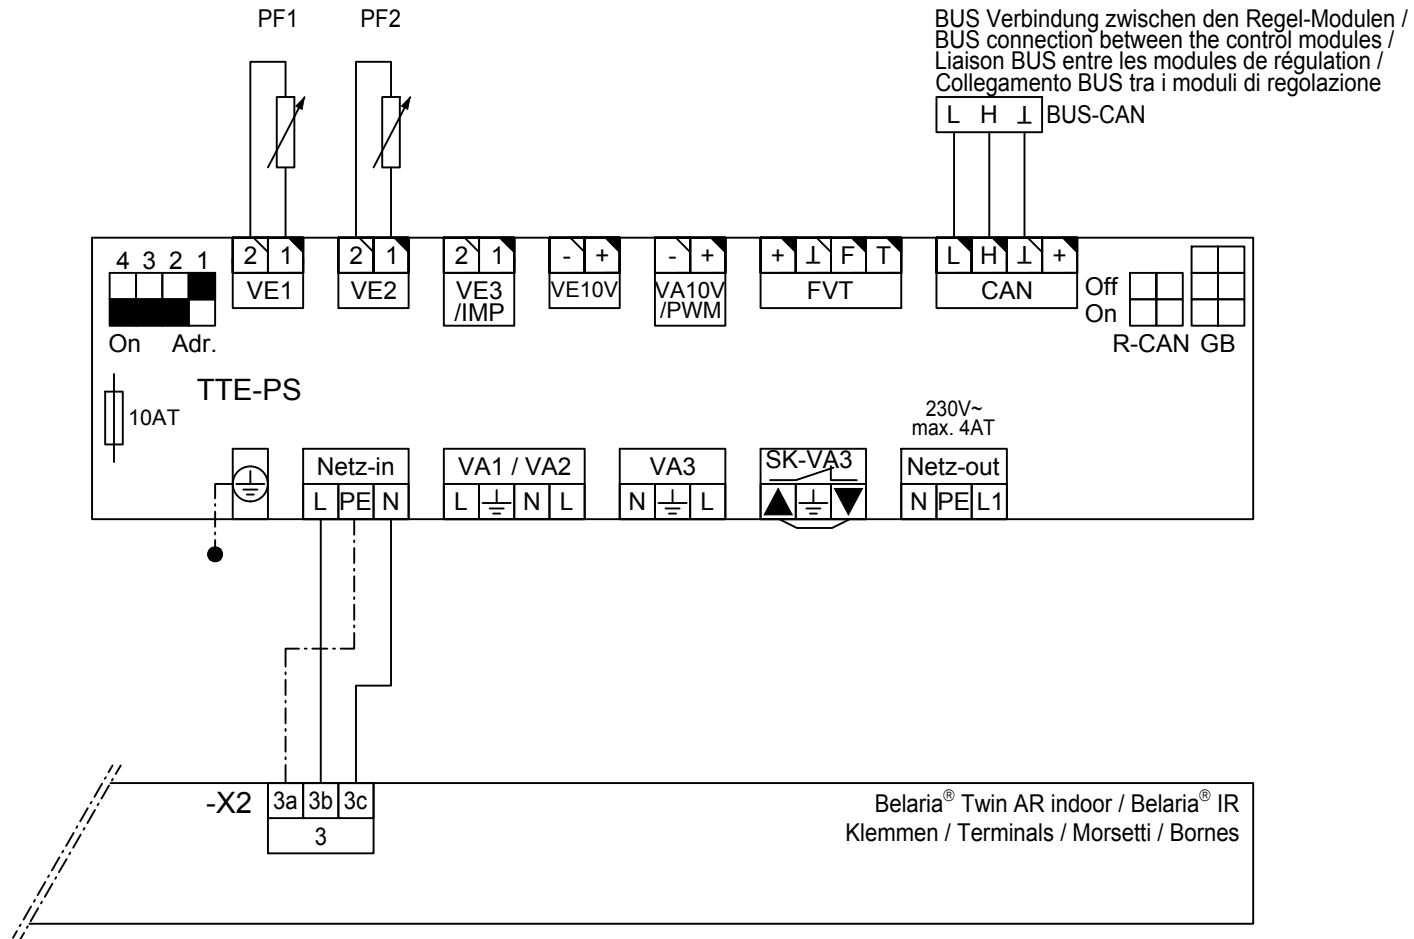 PF1 PF2
BUS Verbindung zwischen den Regel-Modulen /
BUS connection between the control modules /
Liaison BUS entre les modules de régulation /
Collegamento BUS tra i moduli di regolazione
L H ⊥ BUS-CAN
4 3 2 1
On Adr.
2 1
VE1
2 1
VE2
2 1
VE3
/IMP
- +
VE10V
- +
VA10V
/PWM
+ ⊥ F T
FVT
L H ⊥ +
CAN
Off
On
R-CAN GB
TTE-PS
10AT
230V~
max. 4AT
Netz-in
L PE N
VA1 / VA2
L N L
VA3
N L
SK-VA3
Netz-out
N PE L1
-X2 3a 3b 3c
3
Belaria® Twin AR indoor / Belaria® IR
Klemmen / Terminals / Morsetti / Bornes